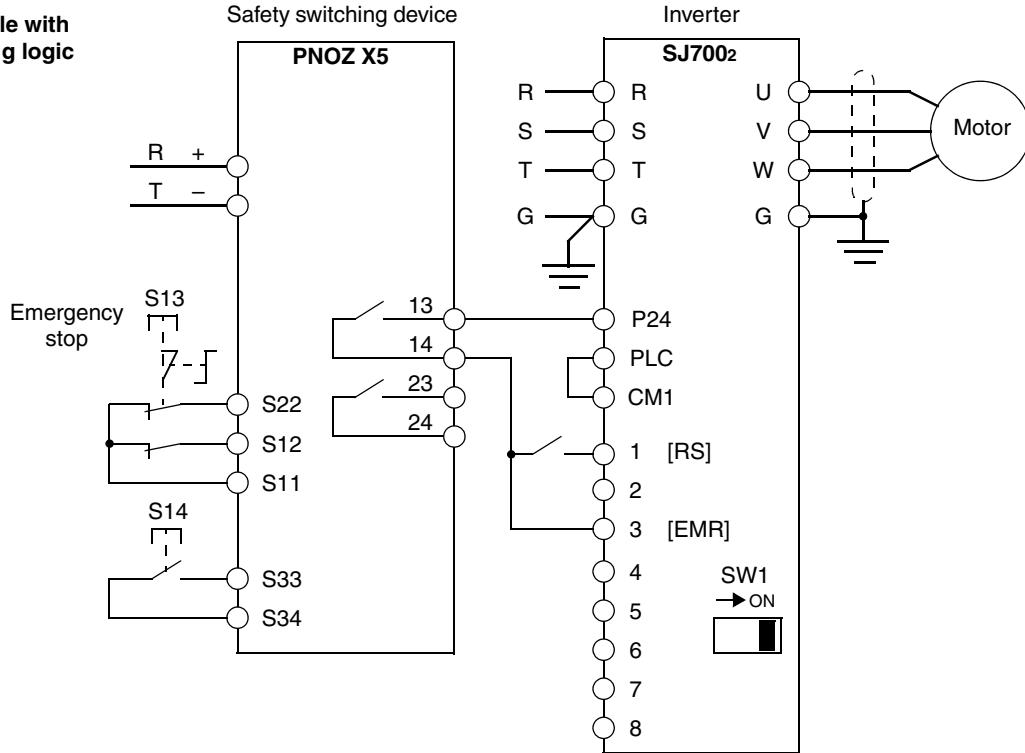 le with
g logic
Safety switching device
PNOZ X5
Inverter
SJ7002
R
S
T
G
R
S
T
G
U
V
W
G
Motor
R +
T –
Emergency
stop
S13
S22
S12
S11
S14
S33
S34
13
14
23
24
P24
PLC
CM1
1 [RS]
2
3 [EMR]
4
5
6
7
8
SW1
ON